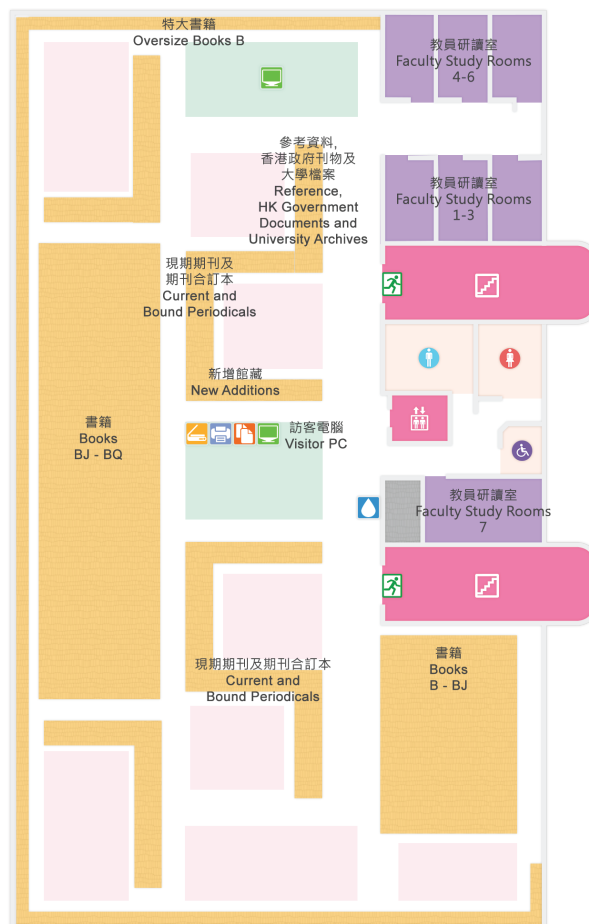 特大書籍
Oversize Books B
教員研讀室
Faculty Study Rooms
4-6
參考資料,
香港政府刊物及
大學檔案
Reference,
HK Government
Documents and
University Archives
教員研讀室
Faculty Study Rooms
1-3
現期期刊及
期刊合訂本
Current and
Bound Periodicals
新增館藏
New Additions
書籍
Books
BJ - BQ
訪客電腦
Visitor PC
教員研讀室
Faculty Study Rooms
7
現期期刊及期刊合訂本
Current and
Bound Periodicals
書籍
Books
B - BJ